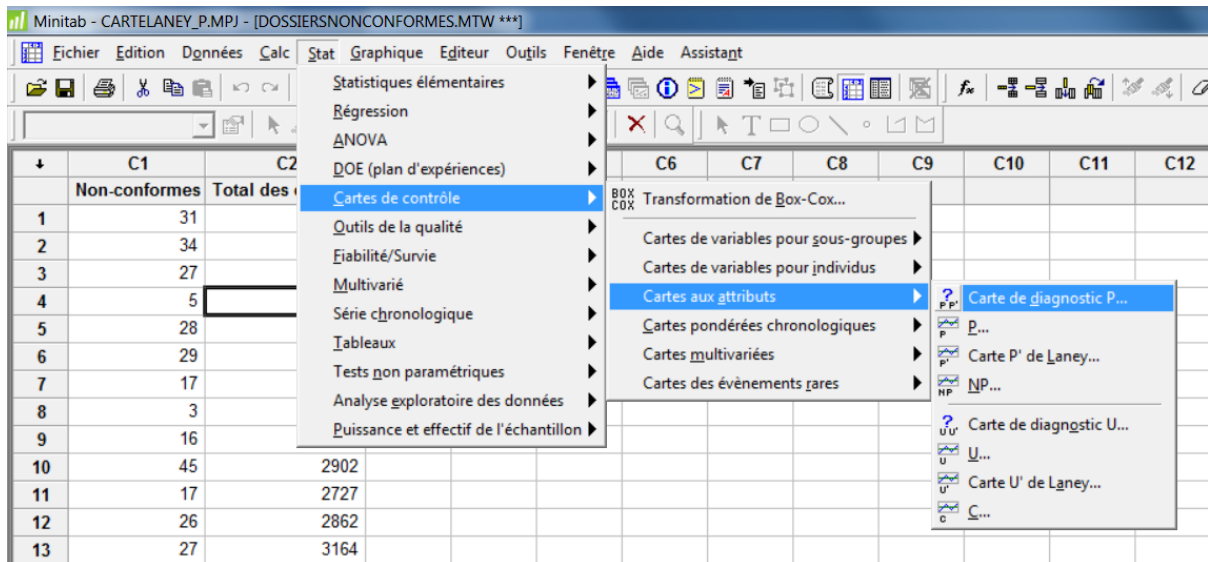 Minitab - CARTELANEY_P.MPJ - [DOSSIERSNONCONFORMES.MTW ***]
Fichier Edition Données Calc Stat Graphique Editeur Outils Fenêtre Aide Assistant
Statistiques élémentaires
Régression
ANOVA
DOE (plan d'expériences)
Cartes de contrôle
Outils de la qualité
Fiabilité/Survie
Multivarié
Série chronologique
Tableaux
Tests non paramétriques
Analyse exploratoire des données
Puissance et effectif de l'échantillon
BOX COX Transformation de Box-Cox...
Cartes de variables pour sous-groupes
Cartes de variables pour individus
Cartes aux attributs
Cartes pondérées chronologiques
Cartes multivariées
Cartes des évènements rares
P P' Carte de diagnostic P...
P P...
P' Carte P' de Laney...
NP NP...
U U' Carte de diagnostic U...
U U...
U' Carte U' de Laney...
C C...
C1 C2 C6 C7 C8 C9 C10 C11 C12
Non-conformes Total des
1 31
2 34
3 27
4 5
5 28
6 29
7 17
8 3
9 16
10 45 2902
11 17 2727
12 26 2862
13 27 3164